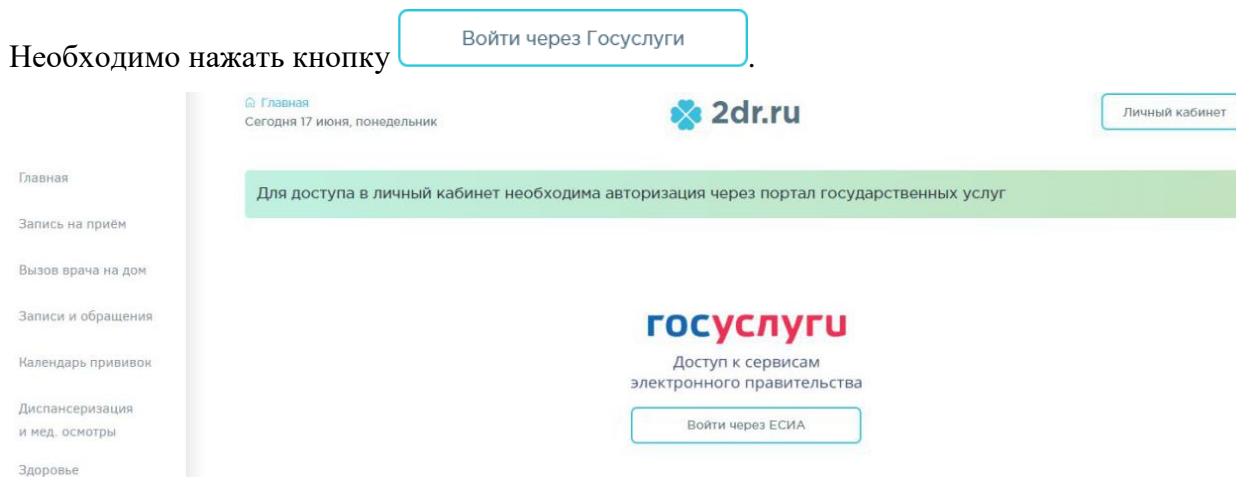 Необходимо нажать кнопку Войти через Госуслуги.
Главная
Сегодня 17 июня, понедельник
2dr.ru
Личный кабинет
Главная
Запись на приём
Вызов врача на дом
Записи и обращения
Календарь прививок
Диспансеризация
и мед. осмотры
Здоровье
Для доступа в личный кабинет необходима авторизация через портал государственных услуг
госуслуги
Доступ к сервисам
электронного правительства
Войти через ЕСИА